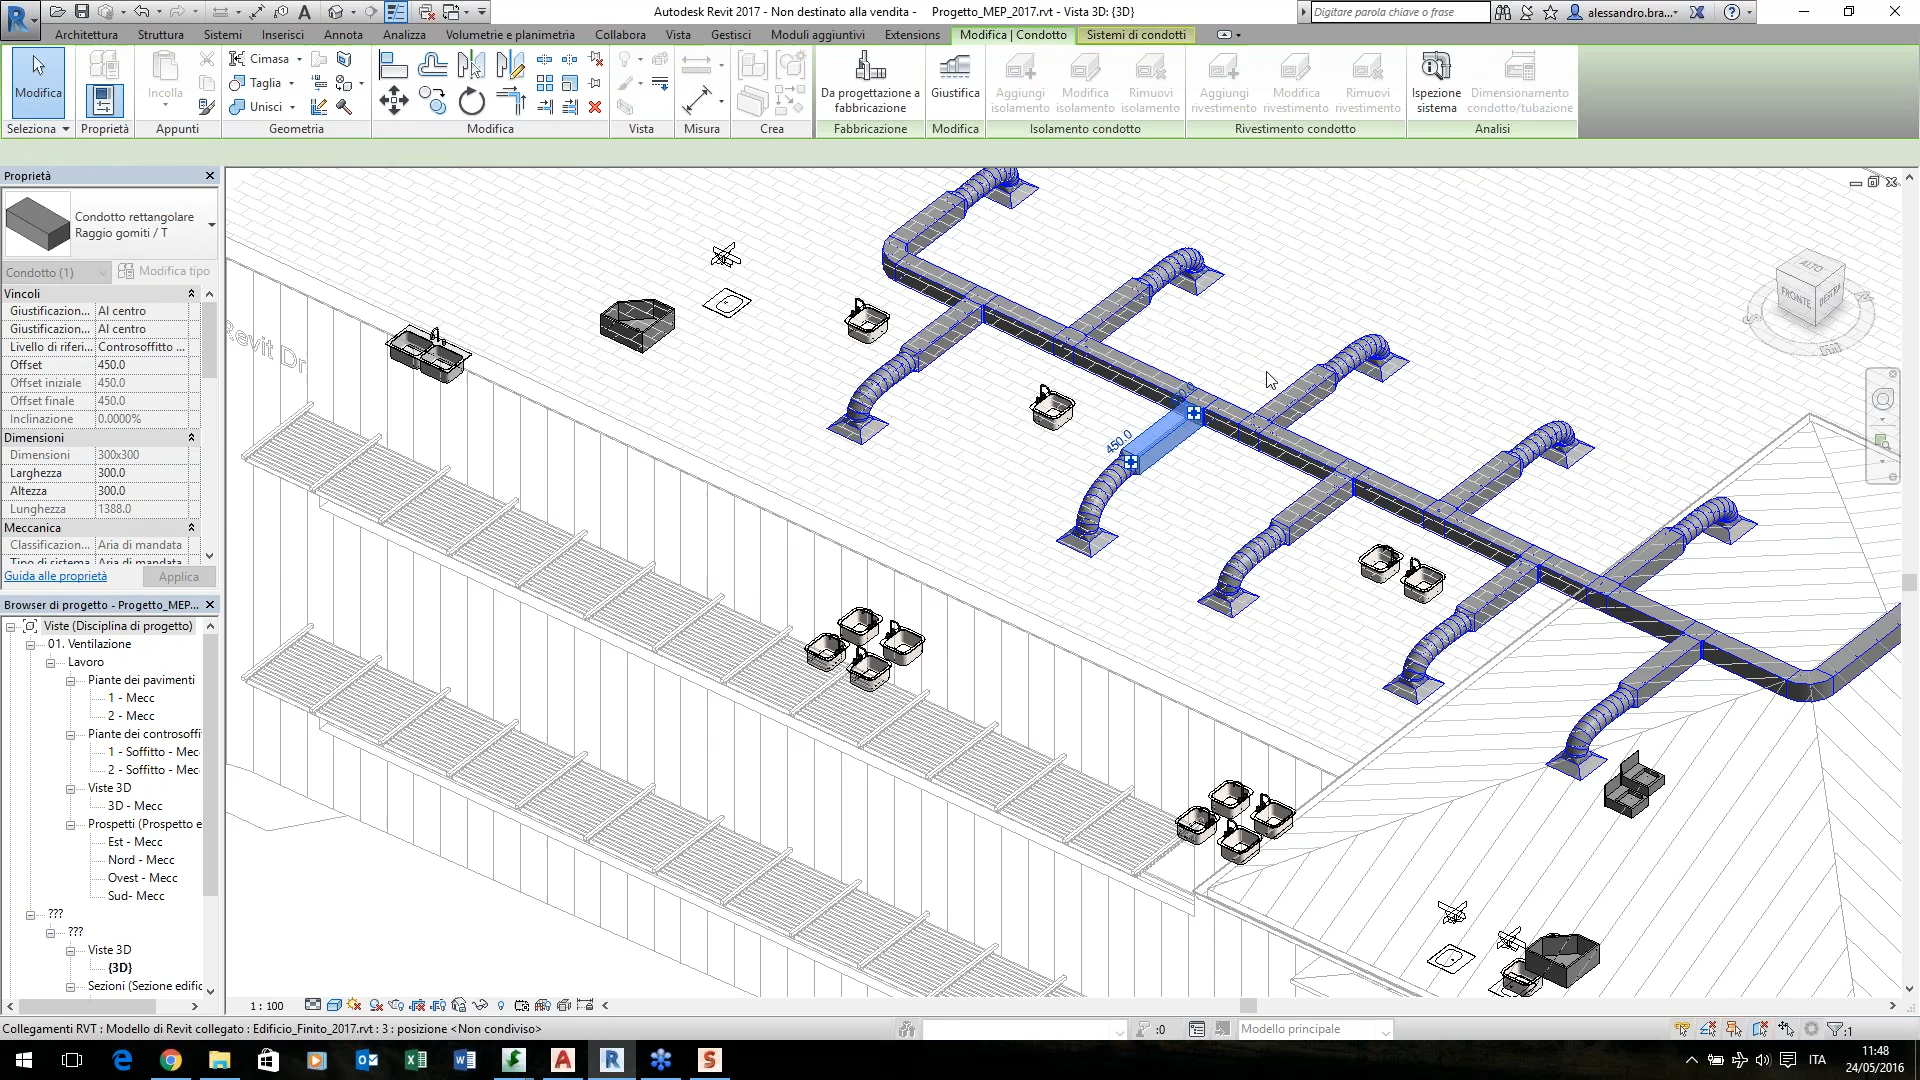 Autodesk Revit 2017 - Non destinato alla vendita - Progetto_MEP_2017.rvt - Vista 3D: {3D}
Digitare parola chiave o frase
alessandro.bra...
Architettura Struttura Sistemi Inserisci Annota Analizza Volumetrie e planimetria Collabora Vista Gestisci Moduli aggiuntivi Extensions Modifica | Condotto Sistemi di condotti
Modifica
Incolla
Cimasa
Taglia
Unisci
Da progettazione a fabbricazione
Giustifica
Aggiungi isolamento
Modifica isolamento
Rimuovi isolamento
Aggiungi rivestimento
Modifica rivestimento
Rimuovi rivestimento
Ispezione sistema
Dimensionamento condotto/tubazione
Seleziona Proprietà Appunti Geometria Modifica Vista Misura Crea Fabbricazione Modifica Isolamento condotto Rivestimento condotto Analisi
Proprietà
Condotto rettangolare
Raggio gomiti / T
Condotto (1) Modifica tipo
Vincoli
Giustificazion... Al centro
Giustificazion... Al centro
Livello di riferi... Controsoffitto ...
Offset 450.0
Offset iniziale 450.0
Offset finale 450.0
Inclinazione 0.0000%
Dimensioni
Dimensioni 300x300
Larghezza 300.0
Altezza 300.0
Lunghezza 1388.0
Meccanica
Classificazion... Aria di mandata
Tipo di sistema Aria di mandata
Guida alle proprietà Applica
Browser di progetto - Progetto_MEP...
Viste (Disciplina di progetto)
01. Ventilazione
Lavoro
Piante dei pavimenti
1 - Mecc
2 - Mecc
Piante dei controsoffi
1 - Soffitto - Mec
2 - Soffitto - Mec
Viste 3D
3D - Mecc
Prospetti (Prospetto e
Est - Mecc
Nord - Mecc
Ovest - Mecc
Sud- Mecc
???
???
Viste 3D
{3D}
Sezioni (Sezione edific
Revit Dr
450.0
ALTO
FRONTE
DESTRA
1 : 100
Collegamenti RVT : Modello di Revit collegato : Edificio_Finito_2017.rvt : 3 : posizione <Non condiviso>
:0
Modello principale
:1
ITA
11:48
24/05/2016